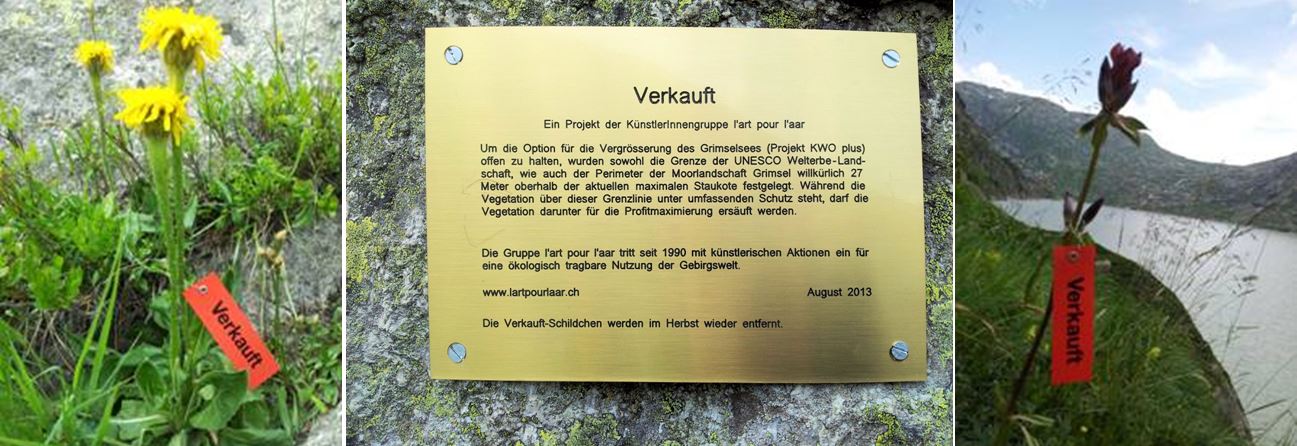 Verkauft
Verkauft
Ein Projekt der KünstlerInnengruppe l'art pour l'aar
Um die Option für die Vergrösserung des Grimselsees (Projekt KWO plus)
offen zu halten, wurden sowohl die Grenze der UNESCO Welterbe-Land-
schaft, wie auch der Perimeter der Moorlandschaft Grimsel willkürlich 27
Meter oberhalb der aktuellen maximalen Staukote festgelegt. Während die
Vegetation über dieser Grenzlinie unter umfassenden Schutz steht, darf die
Vegetation darunter für die Profitmaximierung ersäuft werden.
Die Gruppe l'art pour l'aar tritt seit 1990 mit künstlerischen Aktionen ein für
eine ökologisch tragbare Nutzung der Gebirgswelt.
www.lartpourlaar.ch August 2013
Die Verkauft-Schildchen werden im Herbst wieder entfernt.
Verkauft